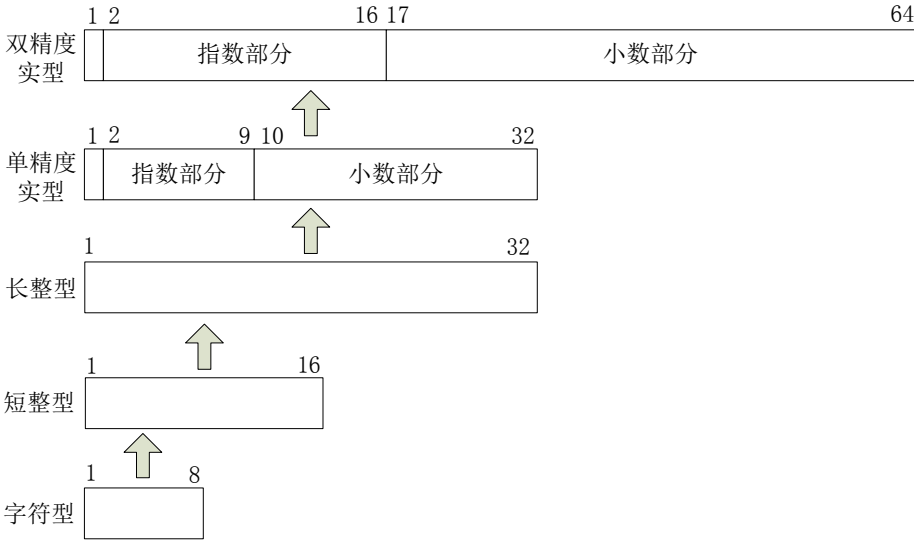 1 2 16 17 64
双精度
实型
指数部分 小数部分
1 2 9 10 32
单精度
实型
指数部分 小数部分
1 32
长整型
1 16
短整型
1 8
字符型